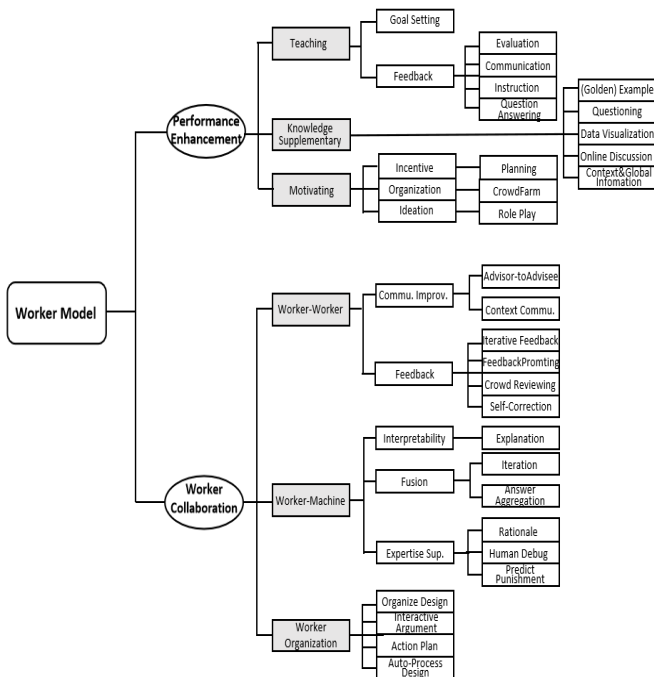 Worker Model
Performance
Enhancement
Teaching
Goal Setting
Feedback
Evaluation
Communication
Instruction
Question
Answering
Knowledge
Supplementary
(Golden) Example
Questioning
Data Visualization
Online Discussion
Context&Global
Infomation
Motivating
Incentive
Planning
Organization
CrowdFarm
Ideation
Role Play
Worker
Collaboration
Worker-Worker
Commu. Improv.
Advisor-toAdvisee
Context Commu.
Feedback
Iterative Feedback
FeedbackPromting
Crowd Reviewing
Self-Correction
Worker-Machine
Interpretability
Explanation
Fusion
Iteration
Answer
Aggregation
Expertise Sup.
Rationale
Human Debug
Predict
Punishment
Worker
Organization
Organize Design
Interactive
Argument
Action Plan
Auto-Process
Design